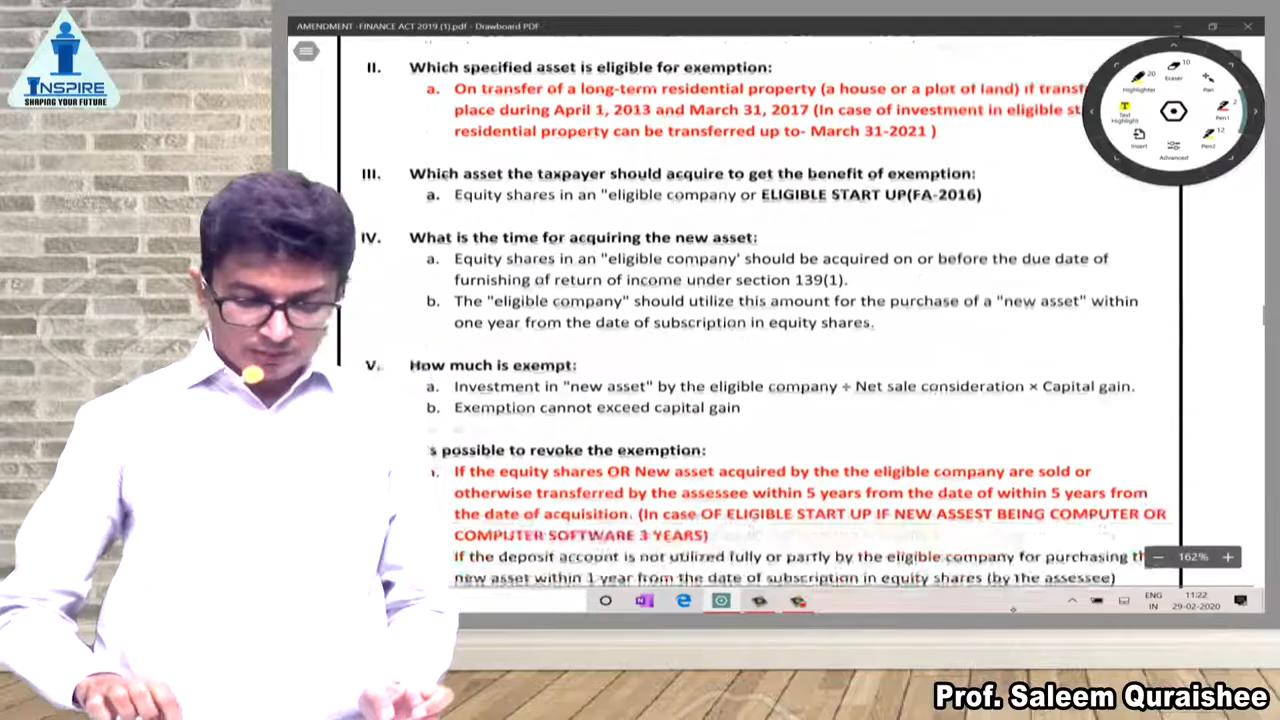 INSPIRE
SHAPING YOUR FUTURE
AMENDMENT -FINANCE ACT 2019 (1).pdf - Drawboard PDF
II. Which specified asset is eligible for exemption:
a. On transfer of a long-term residential property (a house or a plot of land) if transf
place during April 1, 2013 and March 31, 2017 (In case of investment in eligible st
residential property can be transferred up to- March 31-2021 )
III. Which asset the taxpayer should acquire to get the benefit of exemption:
a. Equity shares in an "eligible company or ELIGIBLE START UP(FA-2016)
IV. What is the time for acquiring the new asset:
a. Equity shares in an "eligible company' should be acquired on or before the due date of
furnishing of return of income under section 139(1).
b. The "eligible company" should utilize this amount for the purchase of a "new asset" within
one year from the date of subscription in equity shares.
V. How much is exempt:
a. Investment in "new asset" by the eligible company ÷ Net sale consideration × Capital gain.
b. Exemption cannot exceed capital gain
s possible to revoke the exemption:
If the equity shares OR New asset acquired by the the eligible company are sold or
otherwise transferred by the assessee within 5 years from the date of within 5 years from
the date of acquisition. (In case OF ELIGIBLE START UP IF NEW ASSEST BEING COMPUTER OR
COMPUTER SOFTWARE 3 YEARS)
If the deposit account is not utilized fully or partly by the eligible company for purchasing th
new asset within 1 year from the date of subscription in equity shares (by the assessee)
Highlighter
20
Eraser
10
Pen
Text Highlight
Pen1
2
Insert
Advanced
Pen2
12
162%
ENG
IN
11:22
29-02-2020
Prof. Saleem Quraishee